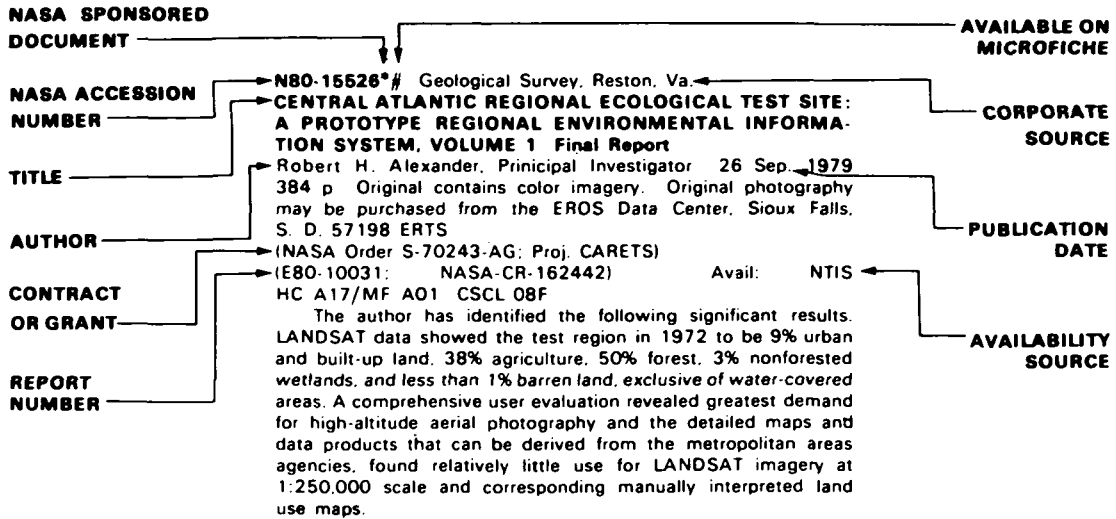 NASA SPONSORED
DOCUMENT
AVAILABLE ON
MICROFICHE
NASA ACCESSION
NUMBER
N80-15526*# Geological Survey, Reston, Va.
CORPORATE
SOURCE
TITLE
CENTRAL ATLANTIC REGIONAL ECOLOGICAL TEST SITE:
A PROTOTYPE REGIONAL ENVIRONMENTAL INFORMA-
TION SYSTEM, VOLUME 1 Final Report
AUTHOR
Robert H. Alexander, Prinicipal Investigator 26 Sep. 1979
384 p Original contains color imagery. Original photography
may be purchased from the EROS Data Center, Sioux Falls,
S. D. 57198 ERTS
PUBLICATION
DATE
CONTRACT
OR GRANT
(NASA Order S-70243-AG; Proj. CARETS)
REPORT
NUMBER
(E80-10031; NASA-CR-162442) Avail: NTIS
HC A17/MF A01 CSCL 08F
AVAILABILITY
SOURCE
The author has identified the following significant results.
LANDSAT data showed the test region in 1972 to be 9% urban
and built-up land, 38% agriculture, 50% forest, 3% nonforested
wetlands, and less than 1% barren land, exclusive of water-covered
areas. A comprehensive user evaluation revealed greatest demand
for high-altitude aerial photography and the detailed maps and
data products that can be derived from the metropolitan areas
agencies, found relatively little use for LANDSAT imagery at
1:250,000 scale and corresponding manually interpreted land
use maps.